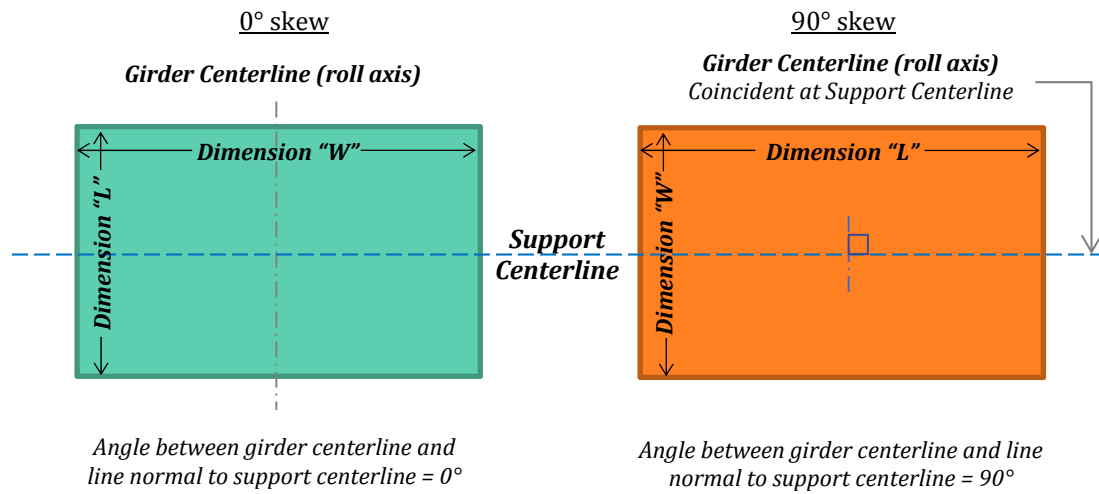 0° skew
Girder Centerline (roll axis)
Dimension “W”
Dimension “L”
Angle between girder centerline and
line normal to support centerline = 0°
Support
Centerline
90° skew
Girder Centerline (roll axis)
Coincident at Support Centerline
Dimension “L”
Dimension “W”
Angle between girder centerline and line
normal to support centerline = 90°